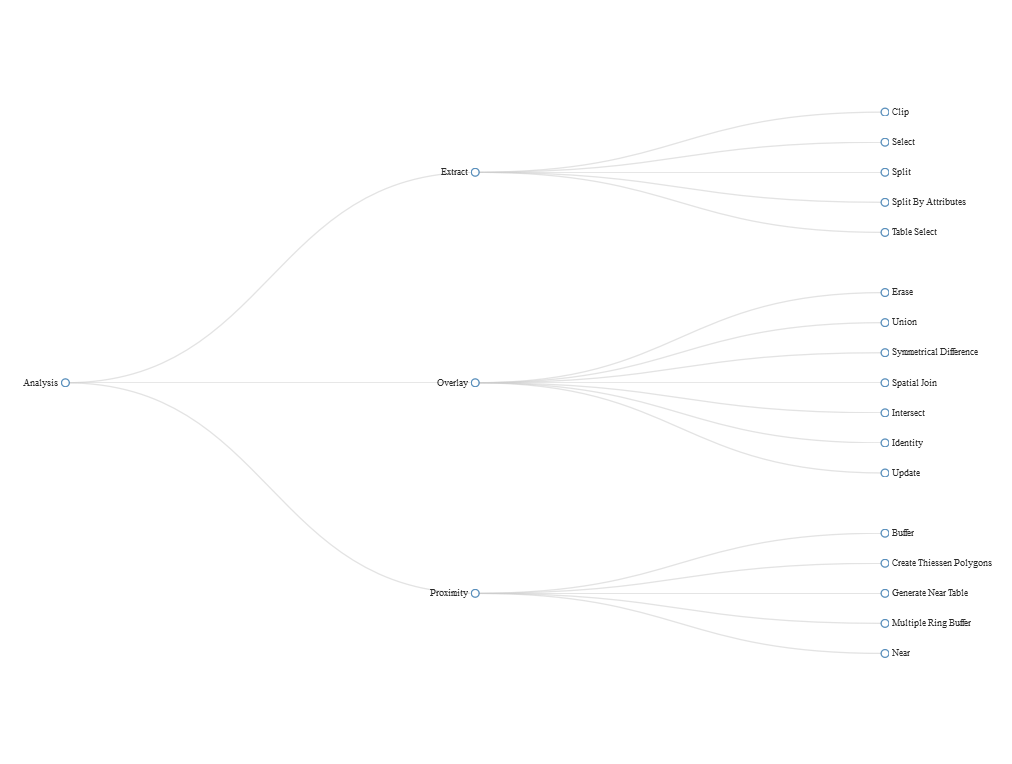 Analysis
Extract
Clip
Select
Split
Split By Attributes
Table Select
Overlay
Erase
Union
Symmetrical Difference
Spatial Join
Intersect
Identity
Update
Proximity
Buffer
Create Thiessen Polygons
Generate Near Table
Multiple Ring Buffer
Near